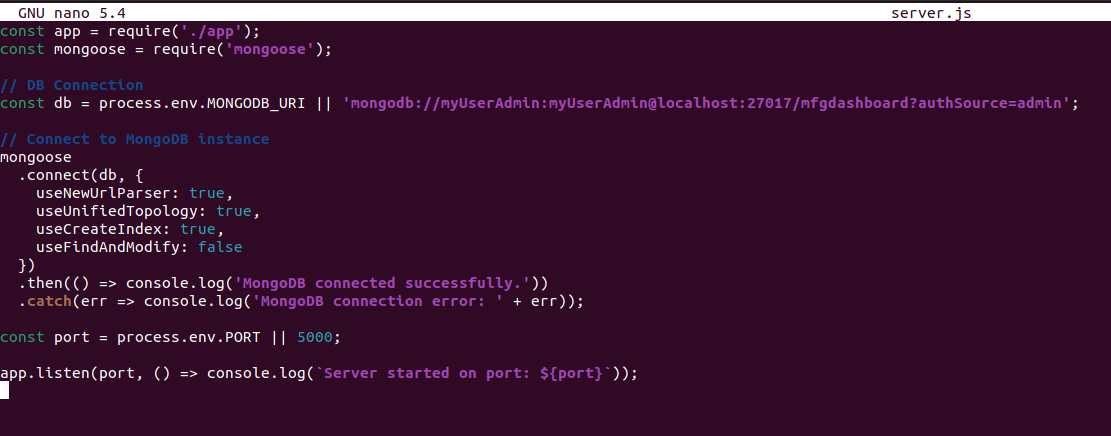 GNU nano 5.4 server.js
const app = require('./app');
const mongoose = require('mongoose');
// DB Connection
const db = process.env.MONGODB_URI || 'mongodb://myUserAdmin:myUserAdmin@localhost:27017/mfgdashboard?authSource=admin';
// Connect to MongoDB instance
mongoose
  .connect(db, {
    useNewUrlParser: true,
    useUnifiedTopology: true,
    useCreateIndex: true,
    useFindAndModify: false
  })
  .then(() => console.log('MongoDB connected successfully.'))
  .catch(err => console.log('MongoDB connection error: ' + err));
const port = process.env.PORT || 5000;
app.listen(port, () => console.log(`Server started on port: ${port}`));